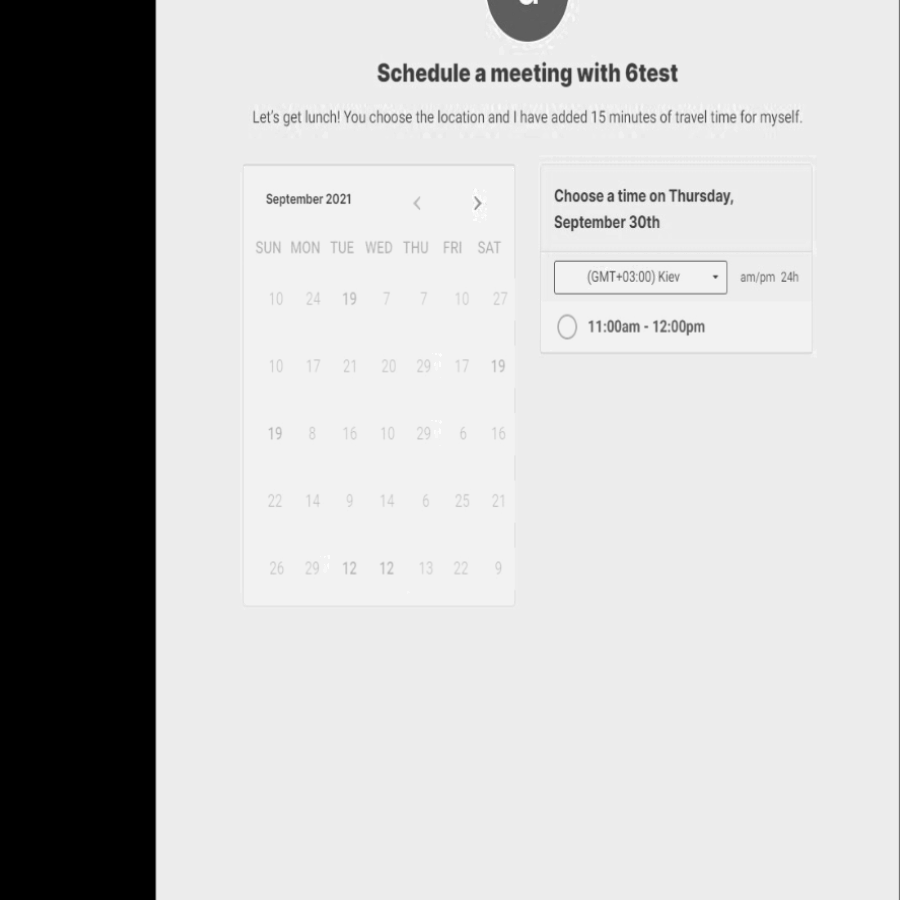 Schedule a meeting with 6test
Let's get lunch! You choose the location and I have added 15 minutes of travel time for myself.
September 2021
SUN MON TUE WED THU FRI SAT
10 24 19 7 7 10 27
10 17 21 20 29 17 19
19 8 16 10 29 6 16
22 14 9 14 6 25 21
26 29 12 12 13 22 9
Choose a time on Thursday,
September 30th
(GMT+03:00) Kiev am/pm 24h
11:00am - 12:00pm